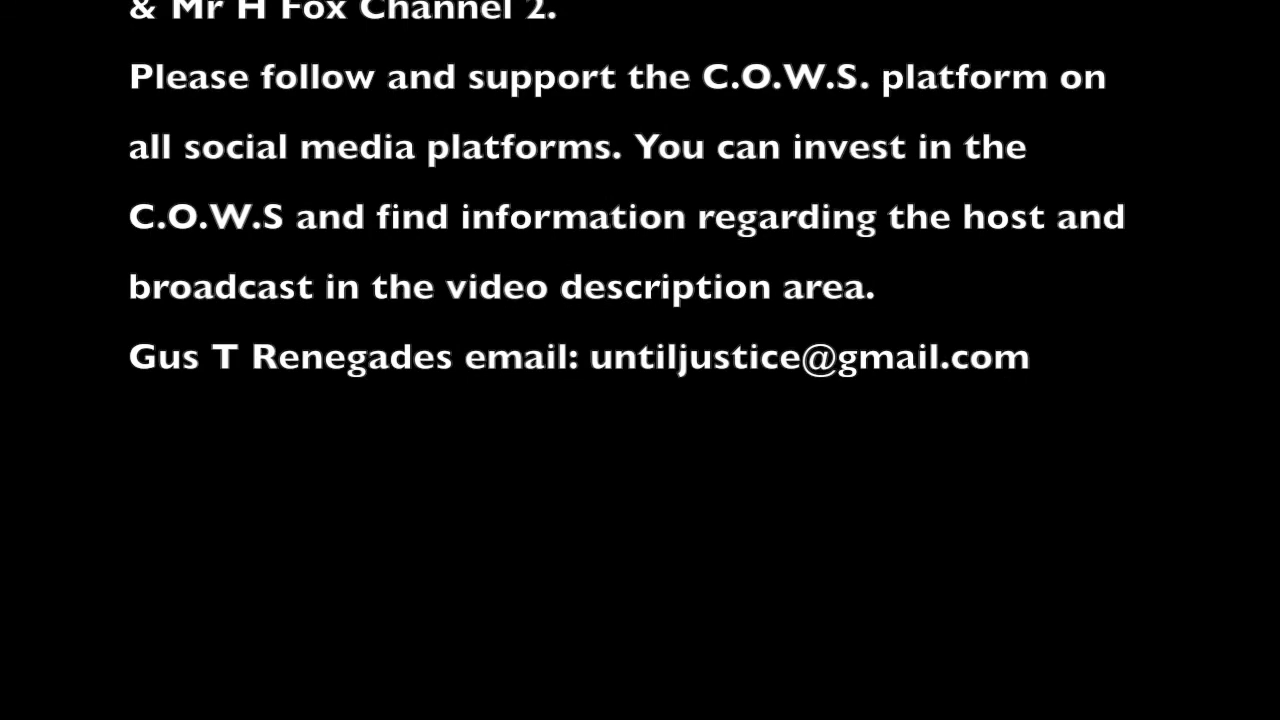 & Mr H Fox Channel 2.
Please follow and support the C.O.W.S. platform on
all social media platforms. You can invest in the
C.O.W.S and find information regarding the host and
broadcast in the video description area.
Gus T Renegades email: untiljustice@gmail.com